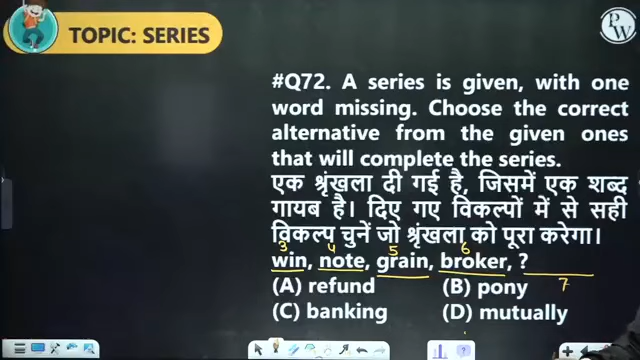 TOPIC: SERIES
PW
#Q72. A series is given, with one
word missing. Choose the correct
alternative from the given ones
that will complete the series.
एक श्रृंखला दी गई है, जिसमें एक शब्द
गायब है। दिए गए विकल्पों में से सही
विकल्प चुनें जो श्रृंखला को पूरा करेगा।
3 4 5 6
win, note, grain, broker, ?
7
(A) refund (B) pony
(C) banking (D) mutually